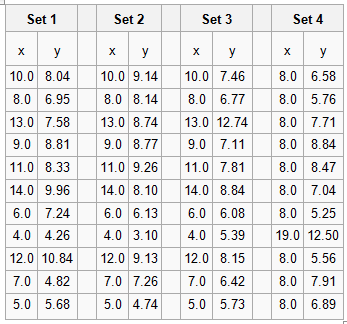 Set 1 Set 2 Set 3 Set 4
x y x y x y x y
10.0 8.04 10.0 9.14 10.0 7.46 8.0 6.58
8.0 6.95 8.0 8.14 8.0 6.77 8.0 5.76
13.0 7.58 13.0 8.74 13.0 12.74 8.0 7.71
9.0 8.81 9.0 8.77 9.0 7.11 8.0 8.84
11.0 8.33 11.0 9.26 11.0 7.81 8.0 8.47
14.0 9.96 14.0 8.10 14.0 8.84 8.0 7.04
6.0 7.24 6.0 6.13 6.0 6.08 8.0 5.25
4.0 4.26 4.0 3.10 4.0 5.39 19.0 12.50
12.0 10.84 12.0 9.13 12.0 8.15 8.0 5.56
7.0 4.82 7.0 7.26 7.0 6.42 8.0 7.91
5.0 5.68 5.0 4.74 5.0 5.73 8.0 6.89